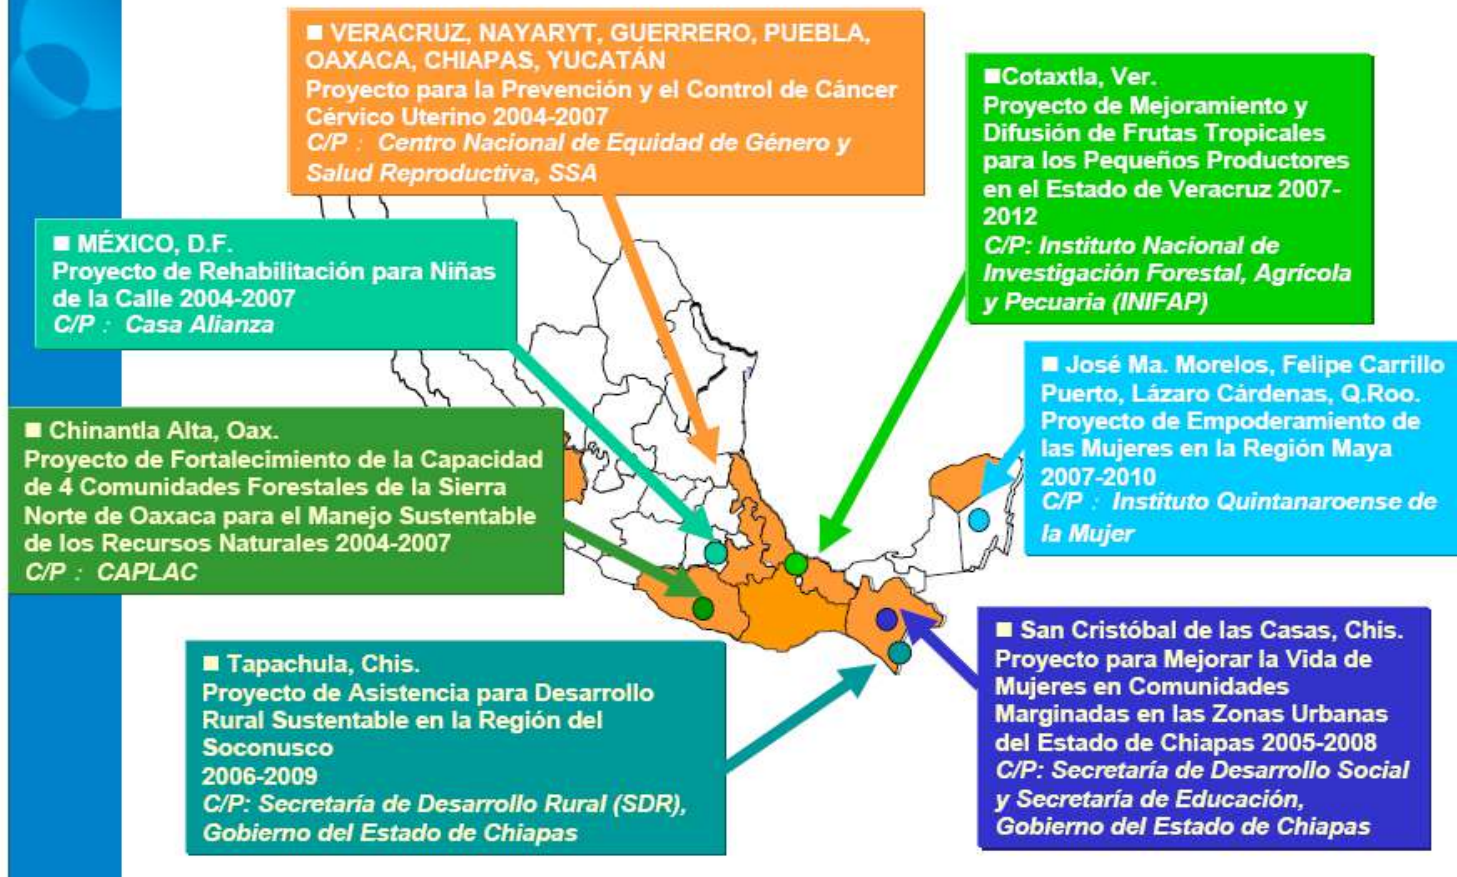 ■ VERACRUZ, NAYARYT, GUERRERO, PUEBLA,
OAXACA, CHIAPAS, YUCATÁN
Proyecto para la Prevención y el Control de Cáncer
Cérvico Uterino 2004-2007
C/P : Centro Nacional de Equidad de Género y
Salud Reproductiva, SSA
■Cotaxtla, Ver.
Proyecto de Mejoramiento y
Difusión de Frutas Tropicales
para los Pequeños Productores
en el Estado de Veracruz 2007-
2012
C/P: Instituto Nacional de
Investigación Forestal, Agrícola
y Pecuaria (INIFAP)
■ MÉXICO, D.F.
Proyecto de Rehabilitación para Niñas
de la Calle 2004-2007
C/P : Casa Alianza
■ José Ma. Morelos, Felipe Carrillo
Puerto, Lázaro Cárdenas, Q.Roo.
Proyecto de Empoderamiento de
las Mujeres en la Región Maya
2007-2010
C/P : Instituto Quintanaroense de
la Mujer
■ Chinantla Alta, Oax.
Proyecto de Fortalecimiento de la Capacidad
de 4 Comunidades Forestales de la Sierra
Norte de Oaxaca para el Manejo Sustentable
de los Recursos Naturales 2004-2007
C/P : CAPLAC
■ San Cristóbal de las Casas, Chis.
Proyecto para Mejorar la Vida de
Mujeres en Comunidades
Marginadas en las Zonas Urbanas
del Estado de Chiapas 2005-2008
C/P: Secretaría de Desarrollo Social
y Secretaría de Educación,
Gobierno del Estado de Chiapas
■ Tapachula, Chis.
Proyecto de Asistencia para Desarrollo
Rural Sustentable en la Región del
Soconusco
2006-2009
C/P: Secretaría de Desarrollo Rural (SDR),
Gobierno del Estado de Chiapas